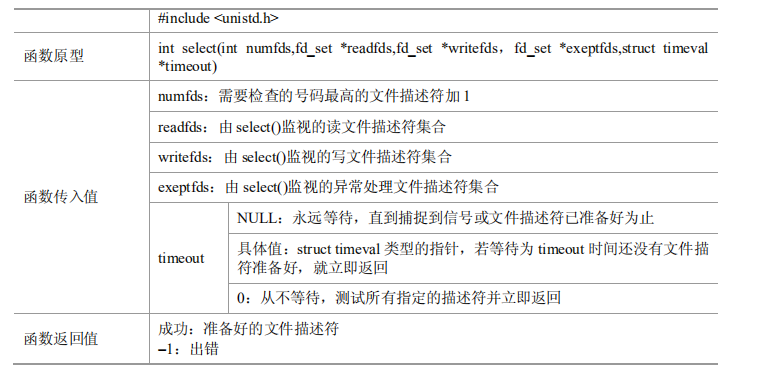 #include <unistd.h>
函数原型
int select(int numfds,fd_set *readfds,fd_set *writefds，fd_set *exeptfds,struct timeval
*timeout)
函数传入值
numfds：需要检查的号码最高的文件描述符加 1
readfds：由 select()监视的读文件描述符集合
writefds：由 select()监视的写文件描述符集合
exeptfds：由 select()监视的异常处理文件描述符集合
timeout
NULL：永远等待，直到捕捉到信号或文件描述符已准备好为止
具体值：struct timeval 类型的指针，若等待为 timeout 时间还没有文件描
符准备好，就立即返回
0：从不等待，测试所有指定的描述符并立即返回
函数返回值
成功：准备好的文件描述符
−1：出错